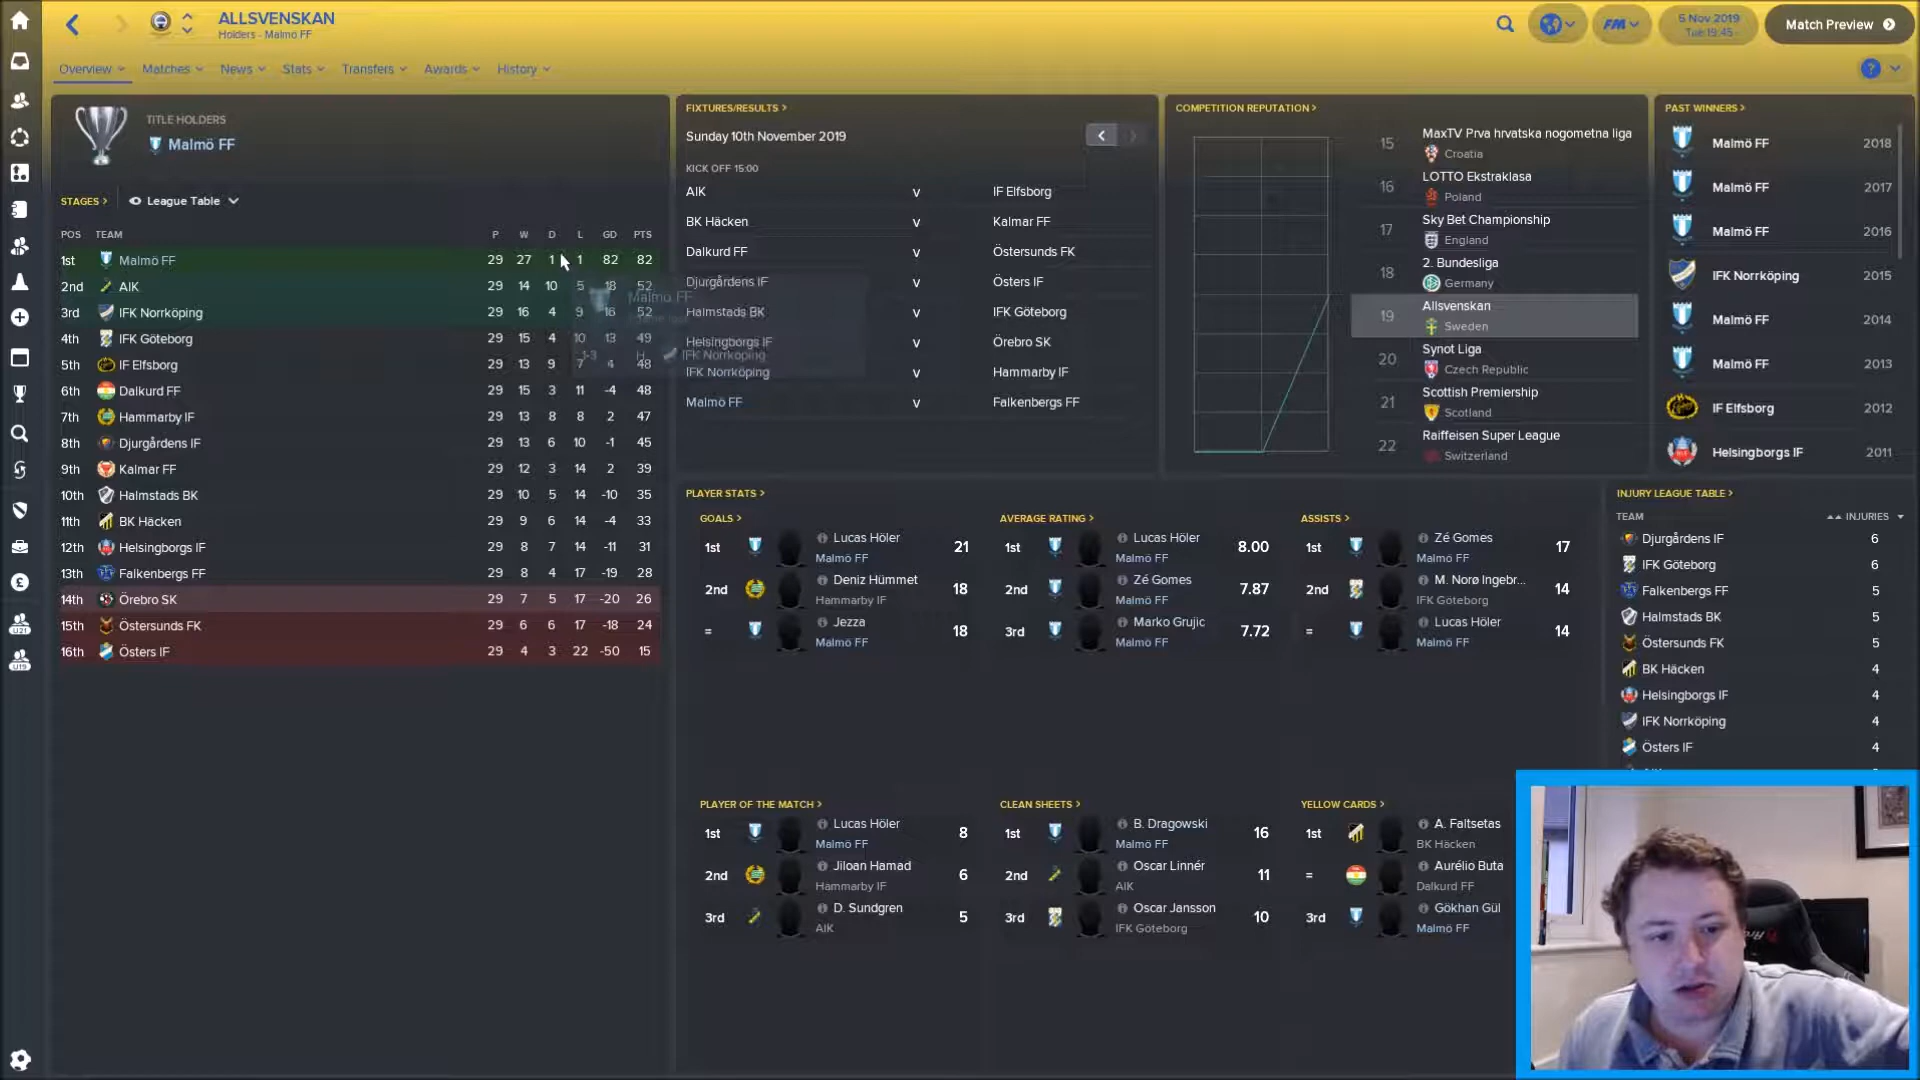 ALLSVENSKAN
Holders - Malmö FF
FM
5 Nov 2019
Tue 19:45
Match Preview
Overview Matches News Stats Transfers Awards History
?
TITLE HOLDERS
Malmö FF
STAGES > League Table
POS TEAM P W D L GD PTS
1st Malmö FF 29 27 1 1 82 82
2nd AIK 29 14 10 5 18 52
3rd IFK Norrköping 29 16 4 9 16 52
4th IFK Göteborg 29 15 4 10 13 49
5th IF Elfsborg 29 13 9 7 4 48
6th Dalkurd FF 29 15 3 11 -4 48
7th Hammarby IF 29 13 8 8 2 47
8th Djurgårdens IF 29 13 6 10 -1 45
9th Kalmar FF 29 12 3 14 2 39
10th Halmstads BK 29 10 5 14 -10 35
11th BK Häcken 29 9 6 14 -4 33
12th Helsingborgs IF 29 8 7 14 -11 31
13th Falkenbergs FF 29 8 4 17 -19 28
14th Örebro SK 29 7 5 17 -20 26
15th Östersunds FK 29 6 6 17 -18 24
16th Östers IF 29 4 3 22 -50 15
Malmö FF
1-3 H IFK Norrköping
FIXTURES/RESULTS >
Sunday 10th November 2019
KICK OFF 15:00
AIK v IF Elfsborg
BK Häcken v Kalmar FF
Dalkurd FF v Östersunds FK
Djurgårdens IF v Östers IF
Halmstads BK v IFK Göteborg
Helsingborgs IF v Örebro SK
IFK Norrköping v Hammarby IF
Malmö FF v Falkenbergs FF
COMPETITION REPUTATION >
15 MaxTV Prva hrvatska nogometna liga
Croatia
16 LOTTO Ekstraklasa
Poland
17 Sky Bet Championship
England
18 2. Bundesliga
Germany
19 Allsvenskan
Sweden
20 Synot Liga
Czech Republic
21 Scottish Premiership
Scotland
22 Raiffeisen Super League
Switzerland
PAST WINNERS >
Malmö FF 2018
Malmö FF 2017
Malmö FF 2016
IFK Norrköping 2015
Malmö FF 2014
Malmö FF 2013
IF Elfsborg 2012
Helsingborgs IF 2011
PLAYER STATS >
GOALS >
1st Lucas Höler 21
Malmö FF
2nd Deniz Hümmet 18
Hammarby IF
= Jezza 18
Malmö FF
AVERAGE RATING >
1st Lucas Höler 8.00
Malmö FF
2nd Zé Gomes 7.87
Malmö FF
3rd Marko Grujic 7.72
Malmö FF
ASSISTS >
1st Zé Gomes 17
Malmö FF
2nd M. Norø Ingebr... 14
IFK Göteborg
= Lucas Höler 14
Malmö FF
INJURY LEAGUE TABLE >
TEAM INJURIES
Djurgårdens IF 6
IFK Göteborg 6
Falkenbergs FF 5
Halmstads BK 5
Östersunds FK 5
BK Häcken 4
Helsingborgs IF 4
IFK Norrköping 4
Östers IF 4
PLAYER OF THE MATCH >
1st Lucas Höler 8
Malmö FF
2nd Jiloan Hamad 6
Hammarby IF
3rd D. Sundgren 5
AIK
CLEAN SHEETS >
1st B. Dragowski 16
Malmö FF
2nd Oscar Linnér 11
AIK
3rd Oscar Jansson 10
IFK Göteborg
YELLOW CARDS >
1st A. Faltsetas
BK Häcken
= Aurélio Buta
Dalkurd FF
3rd Gökhan Gül
Malmö FF
U21
U19